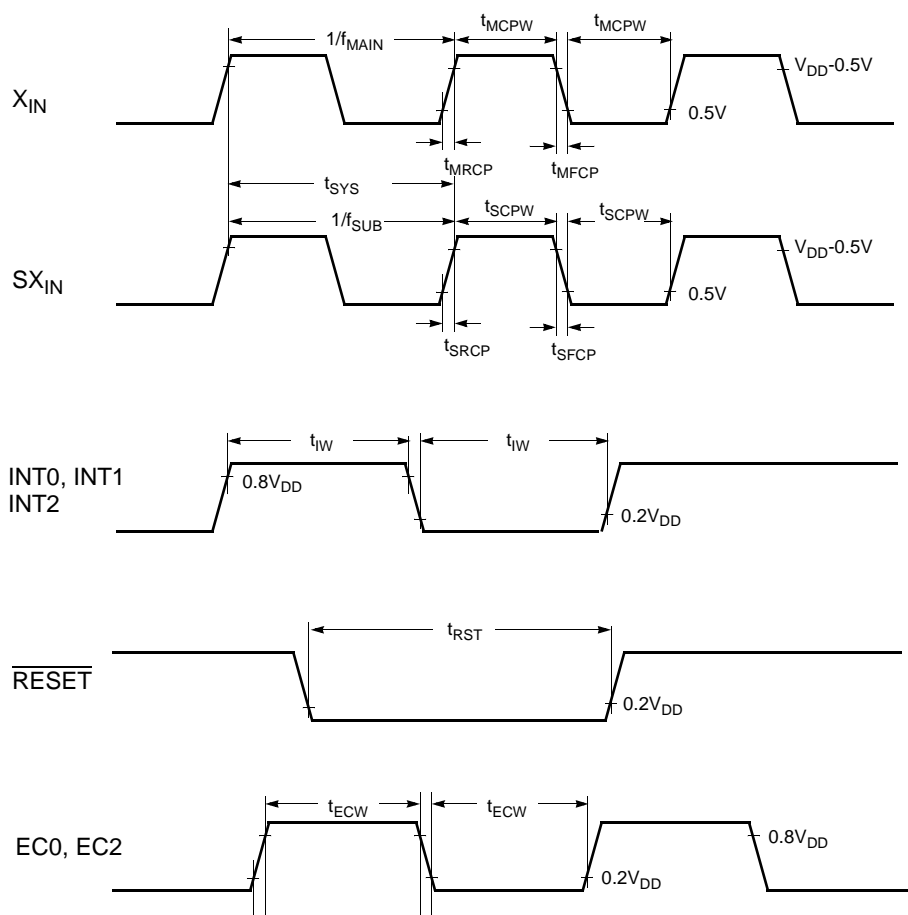 1/fMAIN tMCPW tMCPW
XIN VDD-0.5V
0.5V
tMRCP tMFCP
tSYS
1/fSUB tSCPW tSCPW
SXIN VDD-0.5V
0.5V
tSRCP tSFCP
tIW tIW
INT0, INT1 0.8VDD
INT2 0.2VDD
tRST
RESET
0.2VDD
tECW tECW
EC0, EC2 0.8VDD
0.2VDD